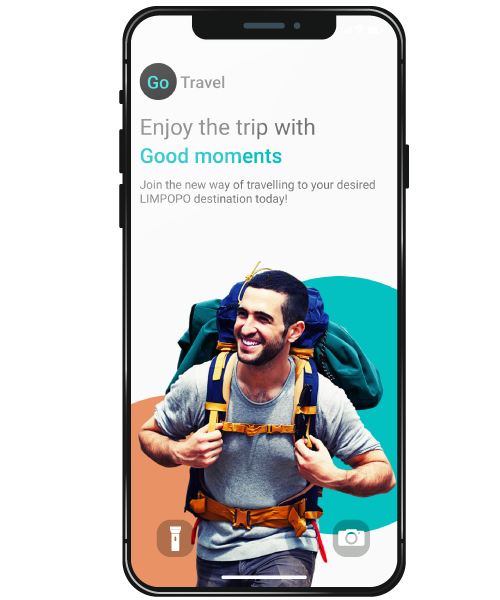 Go Travel
Enjoy the trip with
Good moments
Join the new way of travelling to your desired
LIMPOPO destination today!